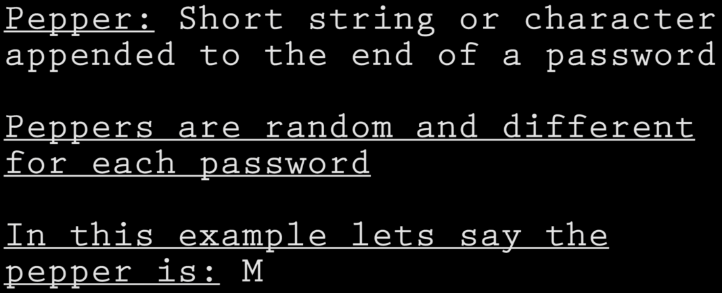 Pepper: Short string or character
appended to the end of a password
Peppers are random and different
for each password
In this example lets say the
pepper is: M